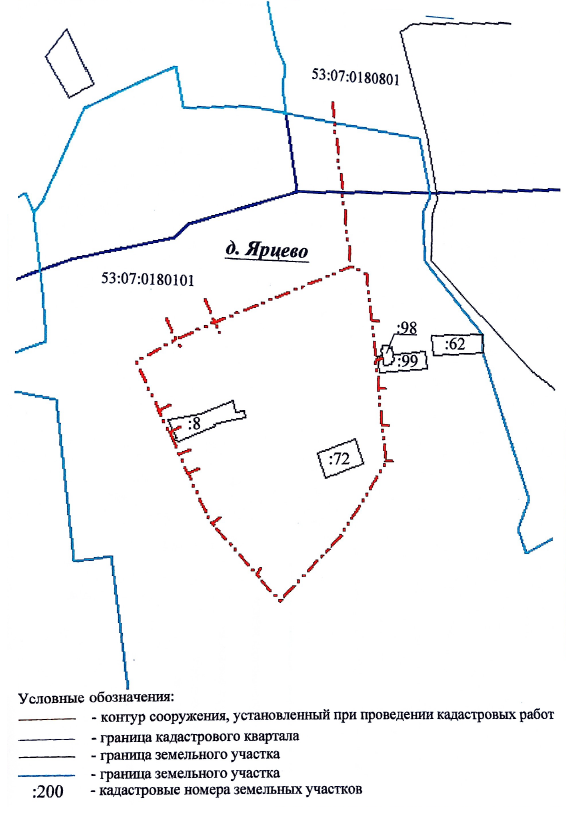 53:07:0180801
д. Ярцево
53:07:0180101
:98
:62
:99
:8
:72
Условные обозначения:
- контур сооружения, установленный при проведении кадастровых работ
- граница кадастрового квартала
- граница земельного участка
- граница земельного участка
:200 - кадастровые номера земельных участков